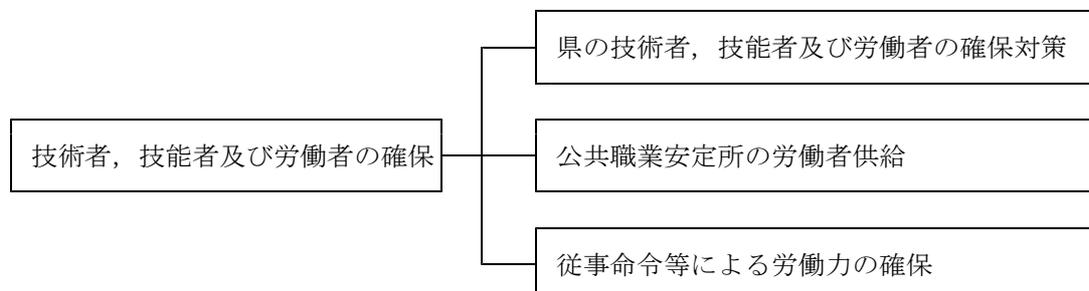 技術者，技能者及び労働者の確保
県の技術者，技能者及び労働者の確保対策
公共職業安定所の労働者供給
従事命令等による労働力の確保